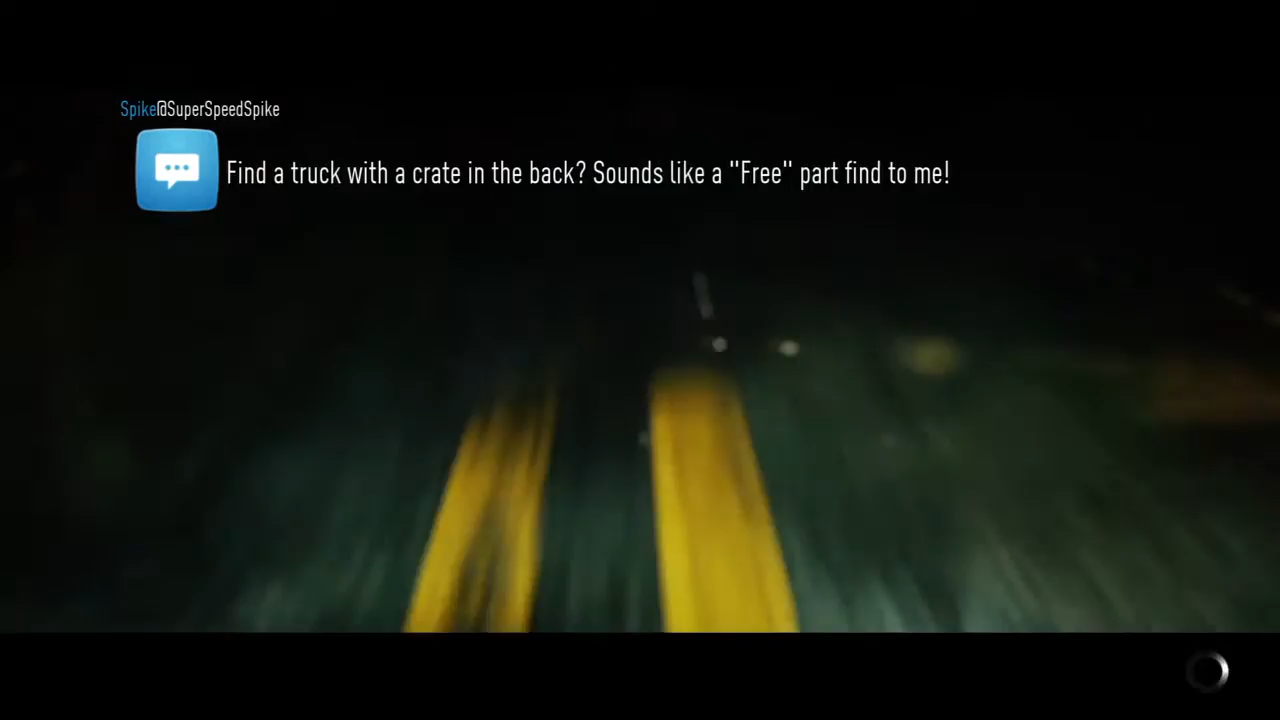 Spike@SuperSpeedSpike
Find a truck with a crate in the back? Sounds like a "Free" part find to me!